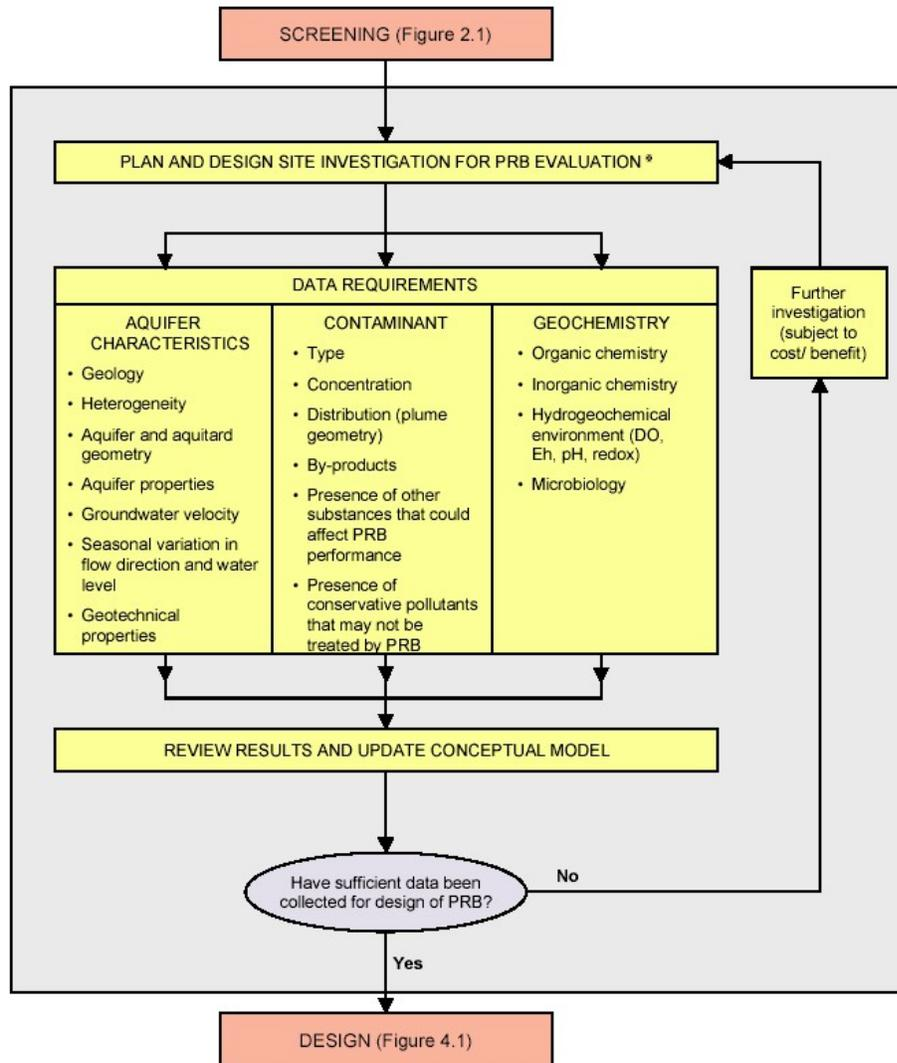 SCREENING (Figure 2.1)
PLAN AND DESIGN SITE INVESTIGATION FOR PRB EVALUATION *
DATA REQUIREMENTS
AQUIFER
CHARACTERISTICS
• Geology
• Heterogeneity
• Aquifer and aquitard
geometry
• Aquifer properties
• Groundwater velocity
• Seasonal variation in
flow direction and water
level
• Geotechnical
properties
CONTAMINANT
• Type
• Concentration
• Distribution (plume
geometry)
• By-products
• Presence of other
substances that could
affect PRB
performance
• Presence of
conservative pollutants
that may not be
treated by PRB
GEOCHEMISTRY
• Organic chemistry
• Inorganic chemistry
• Hydrogeochemical
environment (DO,
Eh, pH, redox)
• Microbiology
Further
investigation
(subject to
cost/ benefit)
REVIEW RESULTS AND UPDATE CONCEPTUAL MODEL
Have sufficient data been
collected for design of PRB?
No
Yes
DESIGN (Figure 4.1)